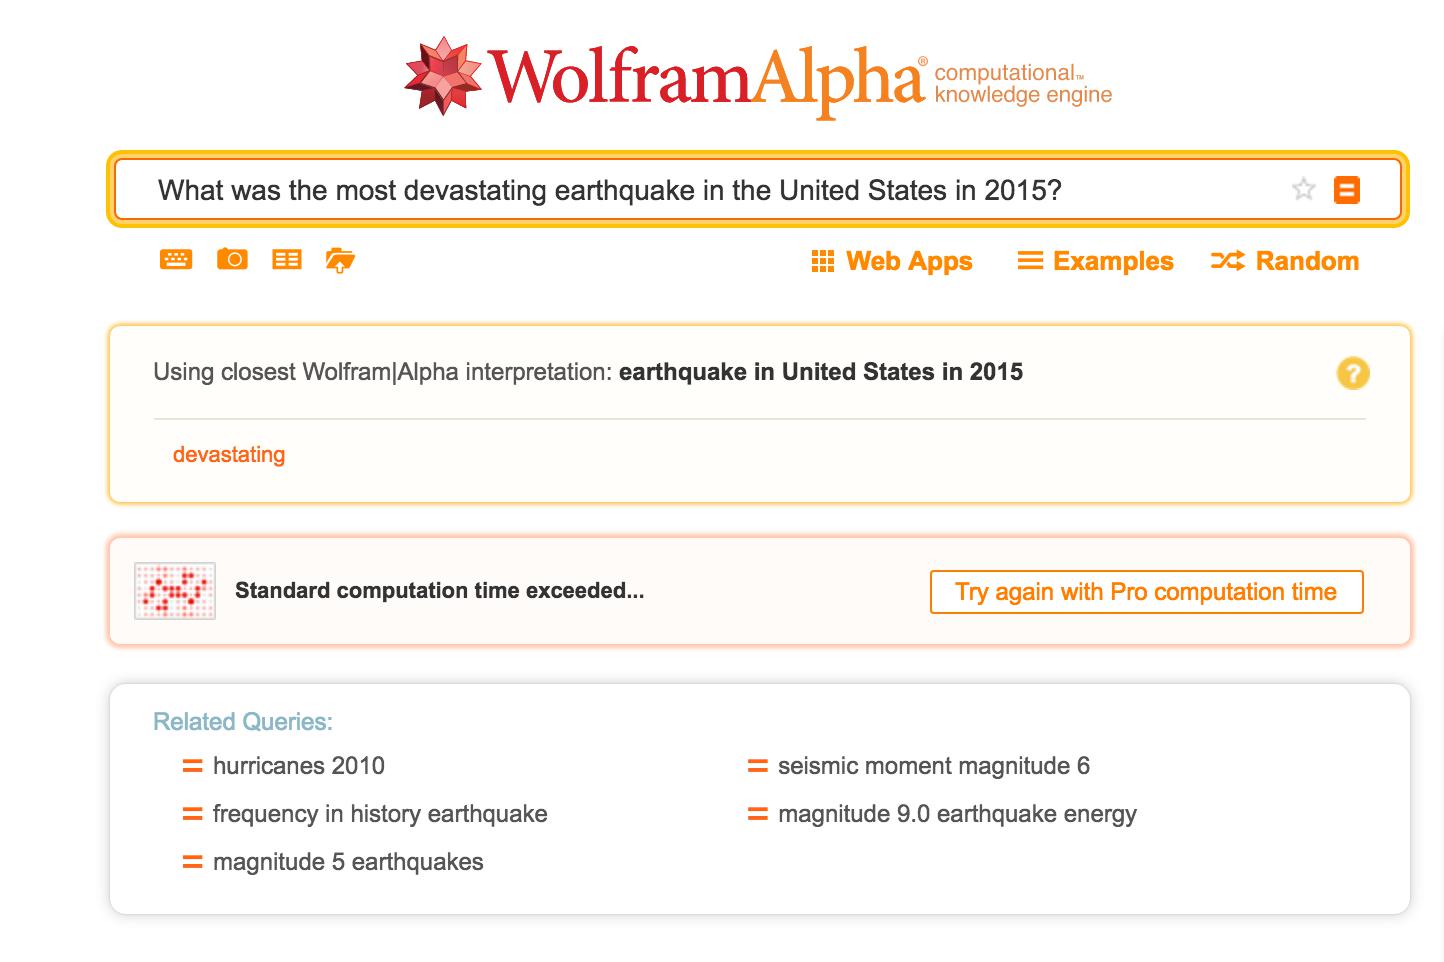 WolframAlpha® computational™
knowledge engine
What was the most devastating earthquake in the United States in 2015?
Web Apps
Examples
Random
Using closest Wolfram|Alpha interpretation: earthquake in United States in 2015
?
devastating
Standard computation time exceeded...
Try again with Pro computation time
Related Queries:
hurricanes 2010
seismic moment magnitude 6
frequency in history earthquake
magnitude 9.0 earthquake energy
magnitude 5 earthquakes